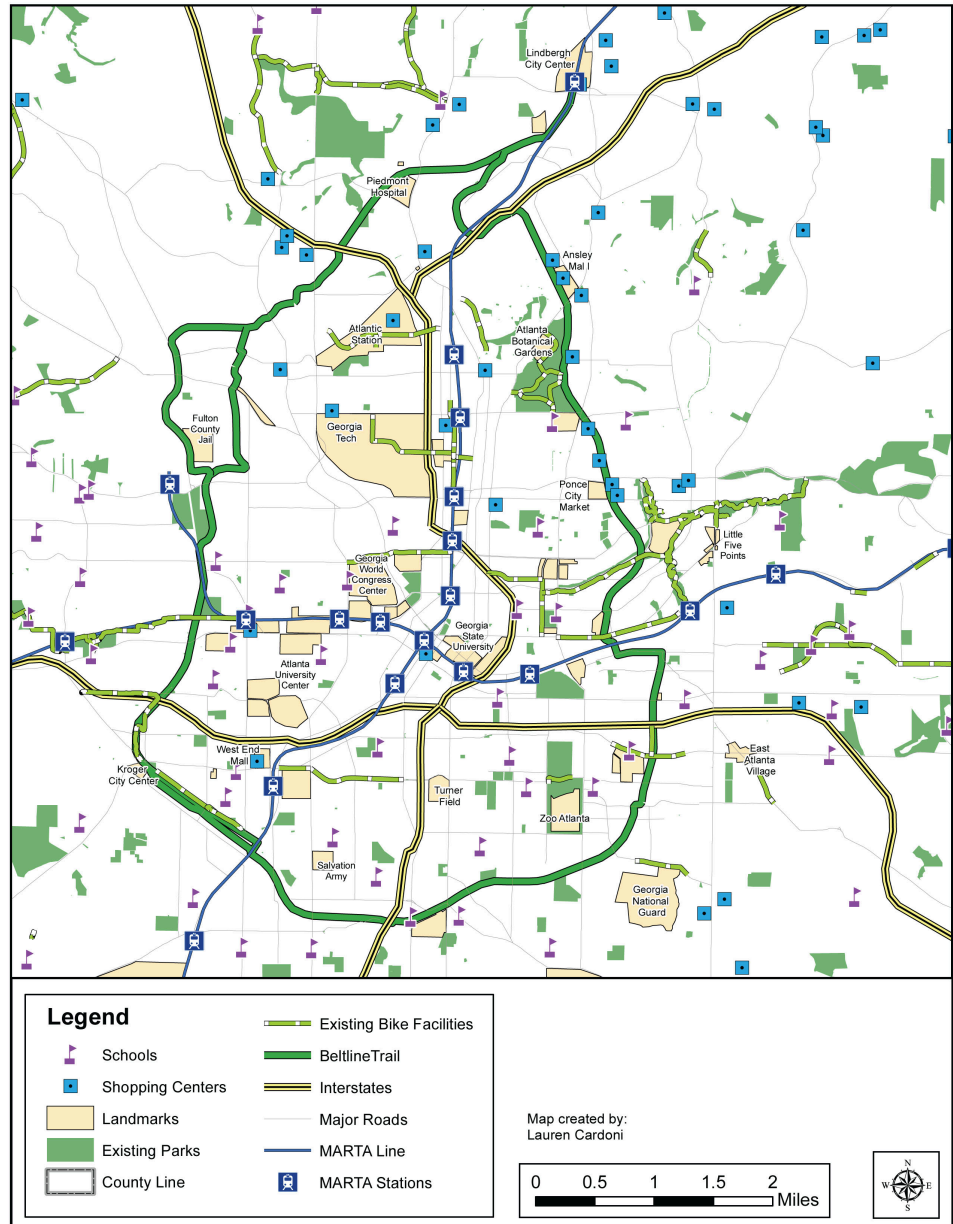 Lindbergh
City Center
Piedmont
Hospital
Ansley
Mall
Atlantic
Station
Atlanta
Botanical
Gardens
Fulton
County
Jail
Georgia
Tech
Ponce
City
Market
Little
Five
Points
Georgia
World
Congress
Center
Georgia
State
University
Atlanta
University
Center
West End
Mall
Kroger
City Center
Turner
Field
East
Atlanta
Village
Zoo Atlanta
Salvation
Army
Georgia
National
Guard
Legend
Schools
Shopping Centers
Landmarks
Existing Parks
County Line
Existing Bike Facilities
BeltlineTrail
Interstates
Major Roads
MARTA Line
MARTA Stations
Map created by:
Lauren Cardoni
0 0.5 1 1.5 2
Miles
N
W E
S